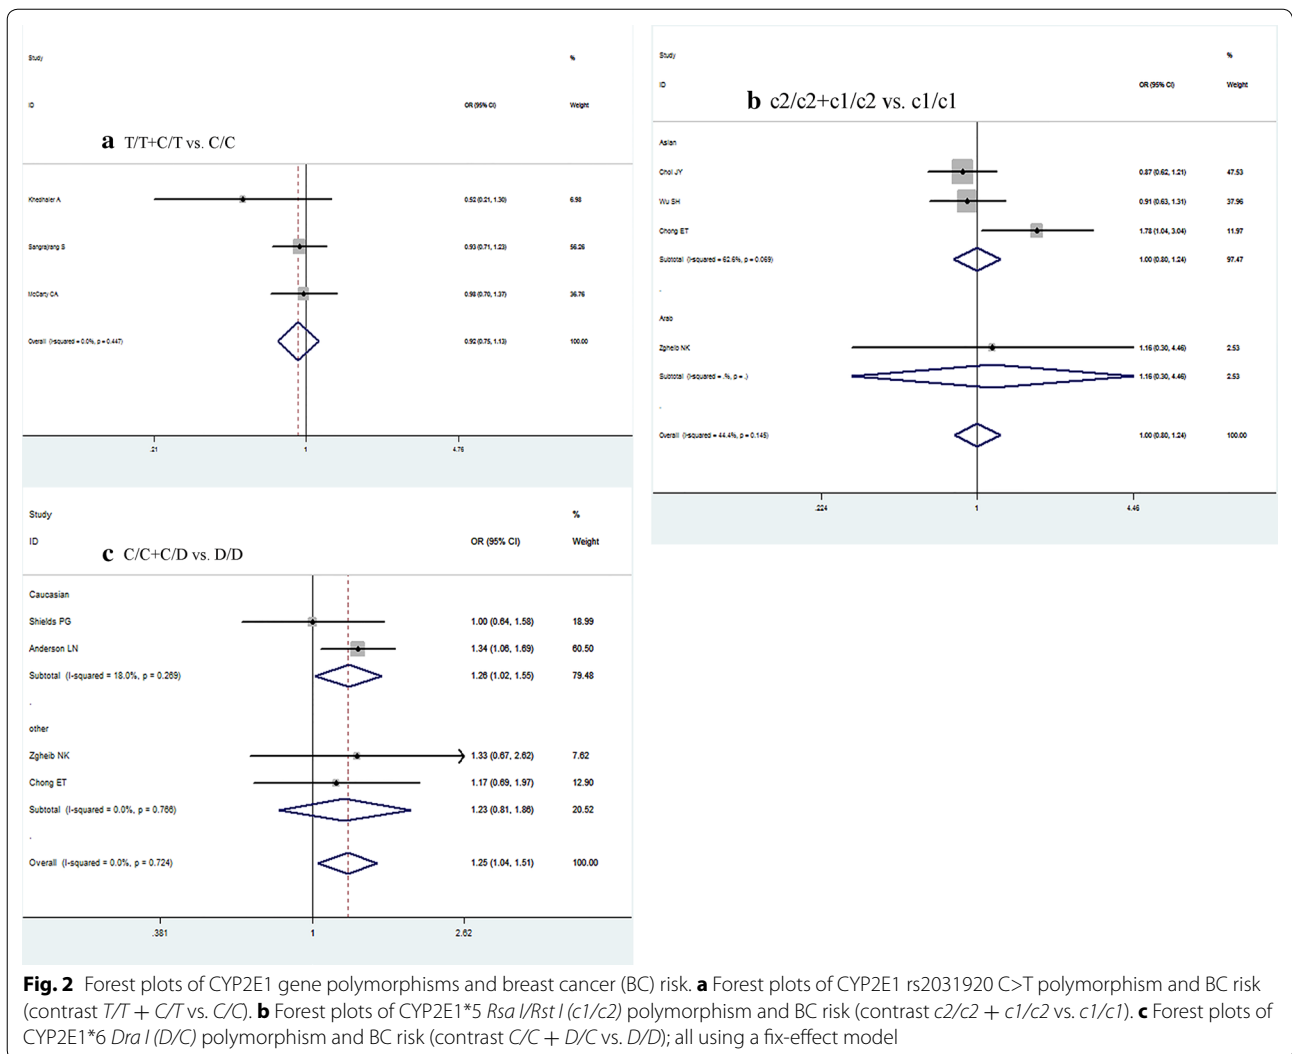 Study
%
ID
OR (95% CI)
Weight
a T/T+C/T vs. C/C
Khedhaier A
0.52 (0.21, 1.30)
6.98
Sangrajrang S
0.93 (0.71, 1.23)
56.26
McCarty CA
0.98 (0.70, 1.37)
36.76
Overall (I-squared = 0.0%, p = 0.447)
0.92 (0.75, 1.13)
100.00
.21
1
4.76
Study
%
ID
OR (95% CI)
Weight
b c2/c2+c1/c2 vs. c1/c1
Asian
Choi JY
0.87 (0.62, 1.21)
47.53
Wu SH
0.91 (0.63, 1.31)
37.96
Chong ET
1.78 (1.04, 3.04)
11.97
Subtotal (I-squared = 62.6%, p = 0.069)
1.00 (0.80, 1.24)
97.47
.
Arab
Zgheib NK
1.16 (0.30, 4.46)
2.53
Subtotal (I-squared = .%, p = .)
1.16 (0.30, 4.46)
2.53
.
Overall (I-squared = 44.4%, p = 0.145)
1.00 (0.80, 1.24)
100.00
.224
1
4.46
Study
%
ID
OR (95% CI)
Weight
c C/C+C/D vs. D/D
Caucasian
Shields PG
1.00 (0.64, 1.58)
18.99
Anderson LN
1.34 (1.06, 1.69)
60.50
Subtotal (I-squared = 18.0%, p = 0.269)
1.26 (1.02, 1.55)
79.48
.
other
Zgheib NK
1.33 (0.67, 2.62)
7.62
Chong ET
1.17 (0.69, 1.97)
12.90
Subtotal (I-squared = 0.0%, p = 0.766)
1.23 (0.81, 1.86)
20.52
.
Overall (I-squared = 0.0%, p = 0.724)
1.25 (1.04, 1.51)
100.00
.381
1
2.62
Fig. 2 Forest plots of CYP2E1 gene polymorphisms and breast cancer (BC) risk. a Forest plots of CYP2E1 rs2031920 C>T polymorphism and BC risk
(contrast T/T + C/T vs. C/C). b Forest plots of CYP2E1*5 Rsa I/Rst I (c1/c2) polymorphism and BC risk (contrast c2/c2 + c1/c2 vs. c1/c1). c Forest plots of
CYP2E1*6 Dra I (D/C) polymorphism and BC risk (contrast C/C + D/C vs. D/D); all using a fix-effect model